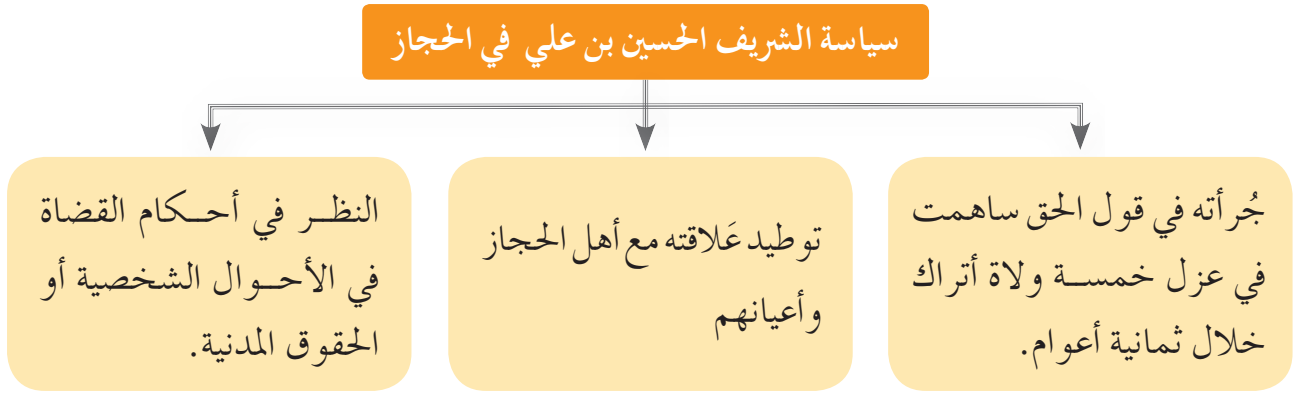 سياسة الشريف الحسين بن علي في الحجاز
جُرأته في قول الحق ساهمت
في عزل خمسة ولاة أتراك
خلال ثمانية أعوام.
توطيد عَلاقته مع أهل الحجاز
وأعيانهم
النظر في أحكام القضاة
في الأحوال الشخصية أو
الحقوق المدنية.